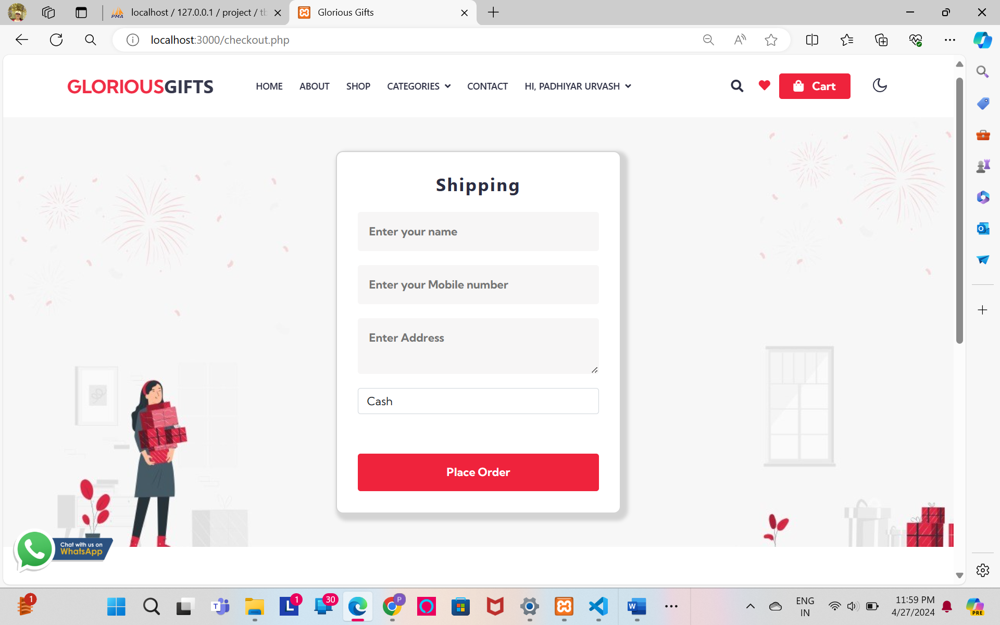 localhost / 127.0.0.1 / project / tb
Glorious Gifts
localhost:3000/checkout.php
GLORIOUSGIFTS
HOME
ABOUT
SHOP
CATEGORIES
CONTACT
HI, PADHIYAR URVASH
Cart
Shipping
Enter your name
Enter your Mobile number
Enter Address
Cash
Place Order
Chat with us on
WhatsApp
1
1
30
P
ENG
IN
11:59 PM
4/27/2024
PRE